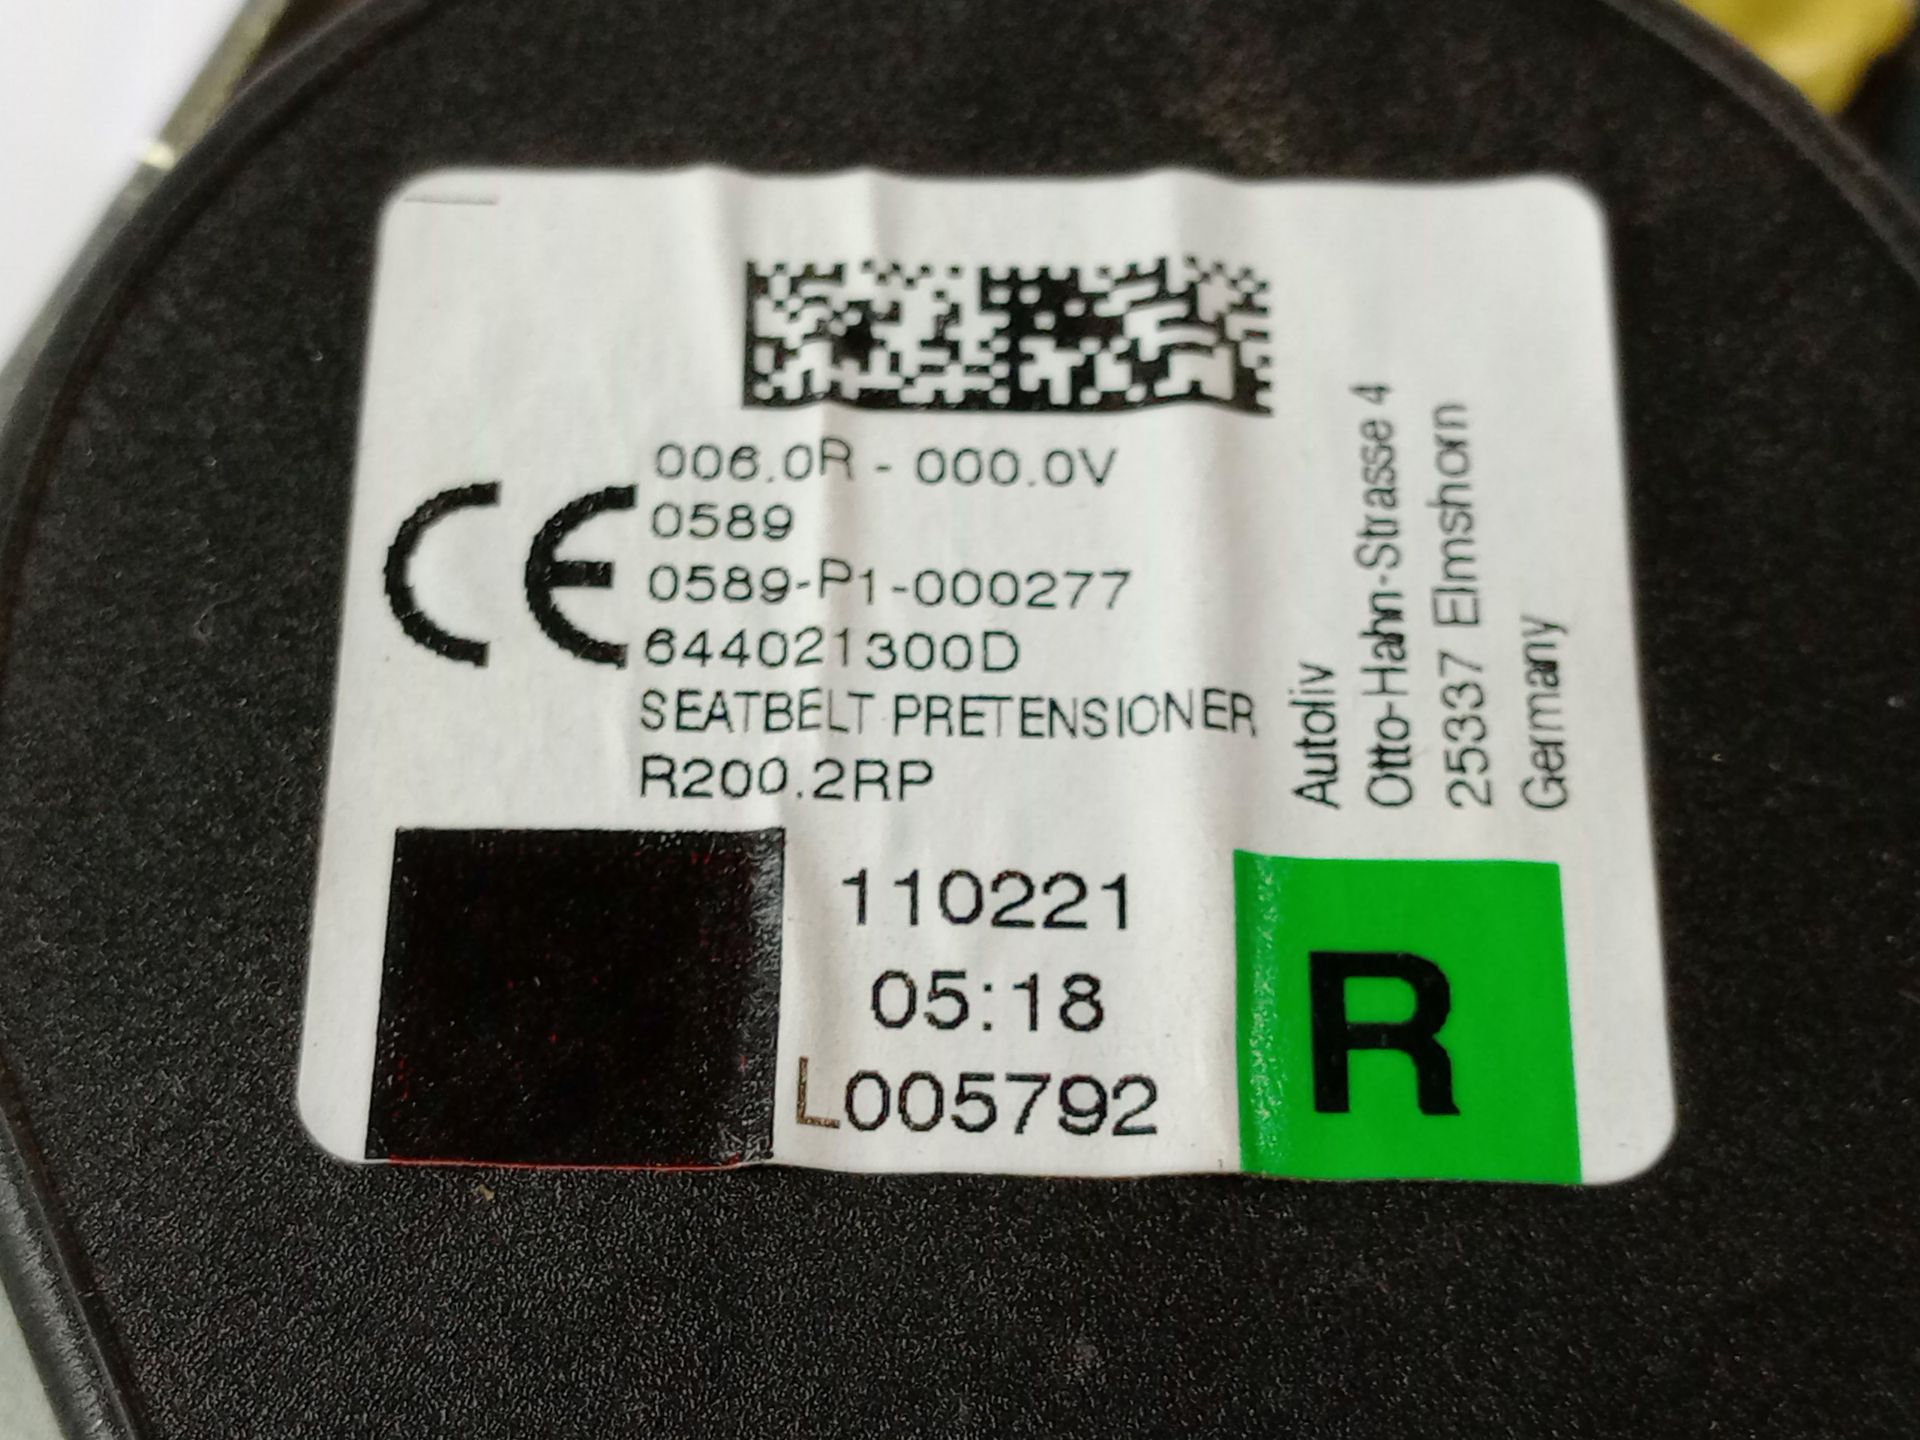 CE
006.0R - 000.0V
0589
0589-P1-000277
644021300D
SEATBELT PRETENSIONER
R200.2RP
110221
05:18
L005792
R
Autoliv
Otto-Hahn-Strasse 4
25337 Elmshorn
Germany